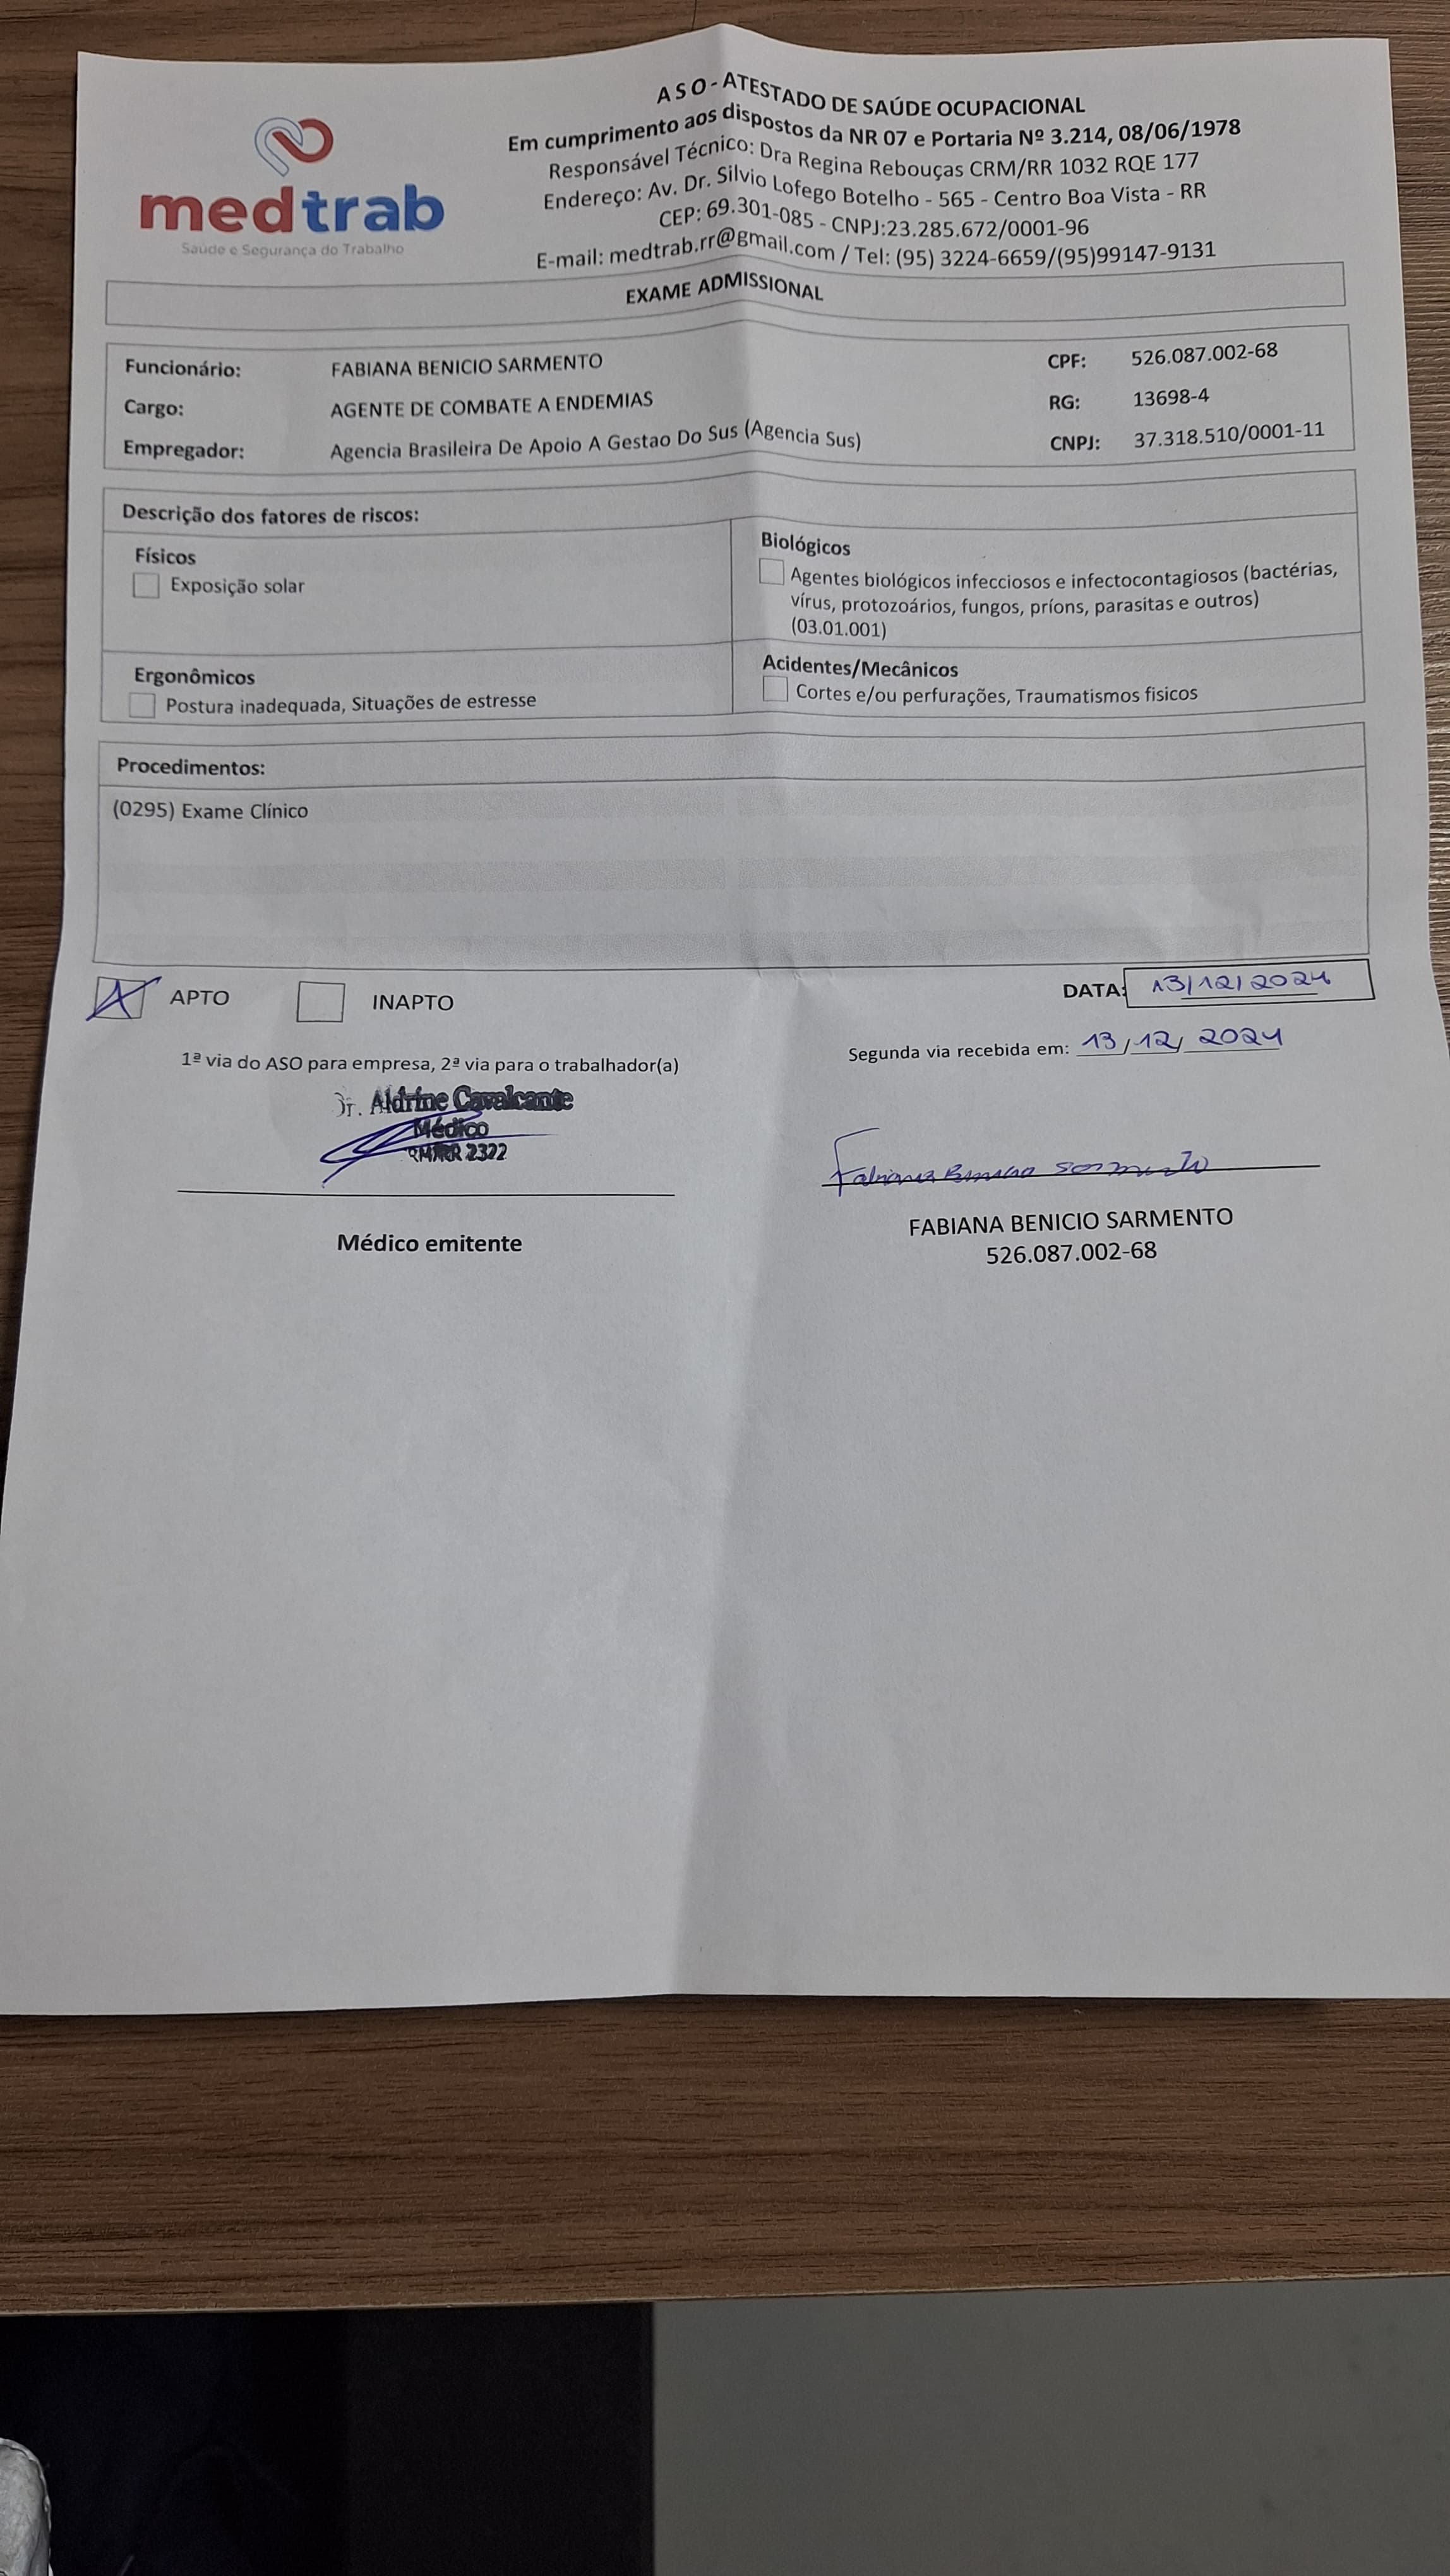 medtrab
Saúde e Segurança do Trabalho
ASO - ATESTADO DE SAÚDE OCUPACIONAL
Em cumprimento aos dispostos da NR 07 e Portaria Nº 3.214, 08/06/1978
Responsável Técnico: Dra Regina Rebouças CRM/RR 1032 RQE 177
Endereço: Av. Dr. Silvio Lofego Botelho - 565 - Centro Boa Vista - RR
CEP: 69.301-085 - CNPJ:23.285.672/0001-96
E-mail: medtrab.rr@gmail.com / Tel: (95) 3224-6659/(95)99147-9131
EXAME ADMISSIONAL
Funcionário: FABIANA BENICIO SARMENTO CPF: 526.087.002-68
Cargo: AGENTE DE COMBATE A ENDEMIAS RG: 13698-4
Empregador: Agencia Brasileira De Apoio A Gestao Do Sus (Agencia Sus) CNPJ: 37.318.510/0001-11
Descrição dos fatores de riscos:
Físicos
Exposição solar
Biológicos
Agentes biológicos infecciosos e infectocontagiosos (bactérias,
vírus, protozoários, fungos, príons, parasitas e outros)
(03.01.001)
Ergonômicos
Postura inadequada, Situações de estresse
Acidentes/Mecânicos
Cortes e/ou perfurações, Traumatismos fisicos
Procedimentos:
(0295) Exame Clínico
APTO INAPTO DATA: 13/12/2024
1ª via do ASO para empresa, 2ª via para o trabalhador(a)
Segunda via recebida em: 13/12/2024
Dr. Aldrine Cavalcante
Médico
2322
Médico emitente
Fabiana Benicio Sarmento
FABIANA BENICIO SARMENTO
526.087.002-68